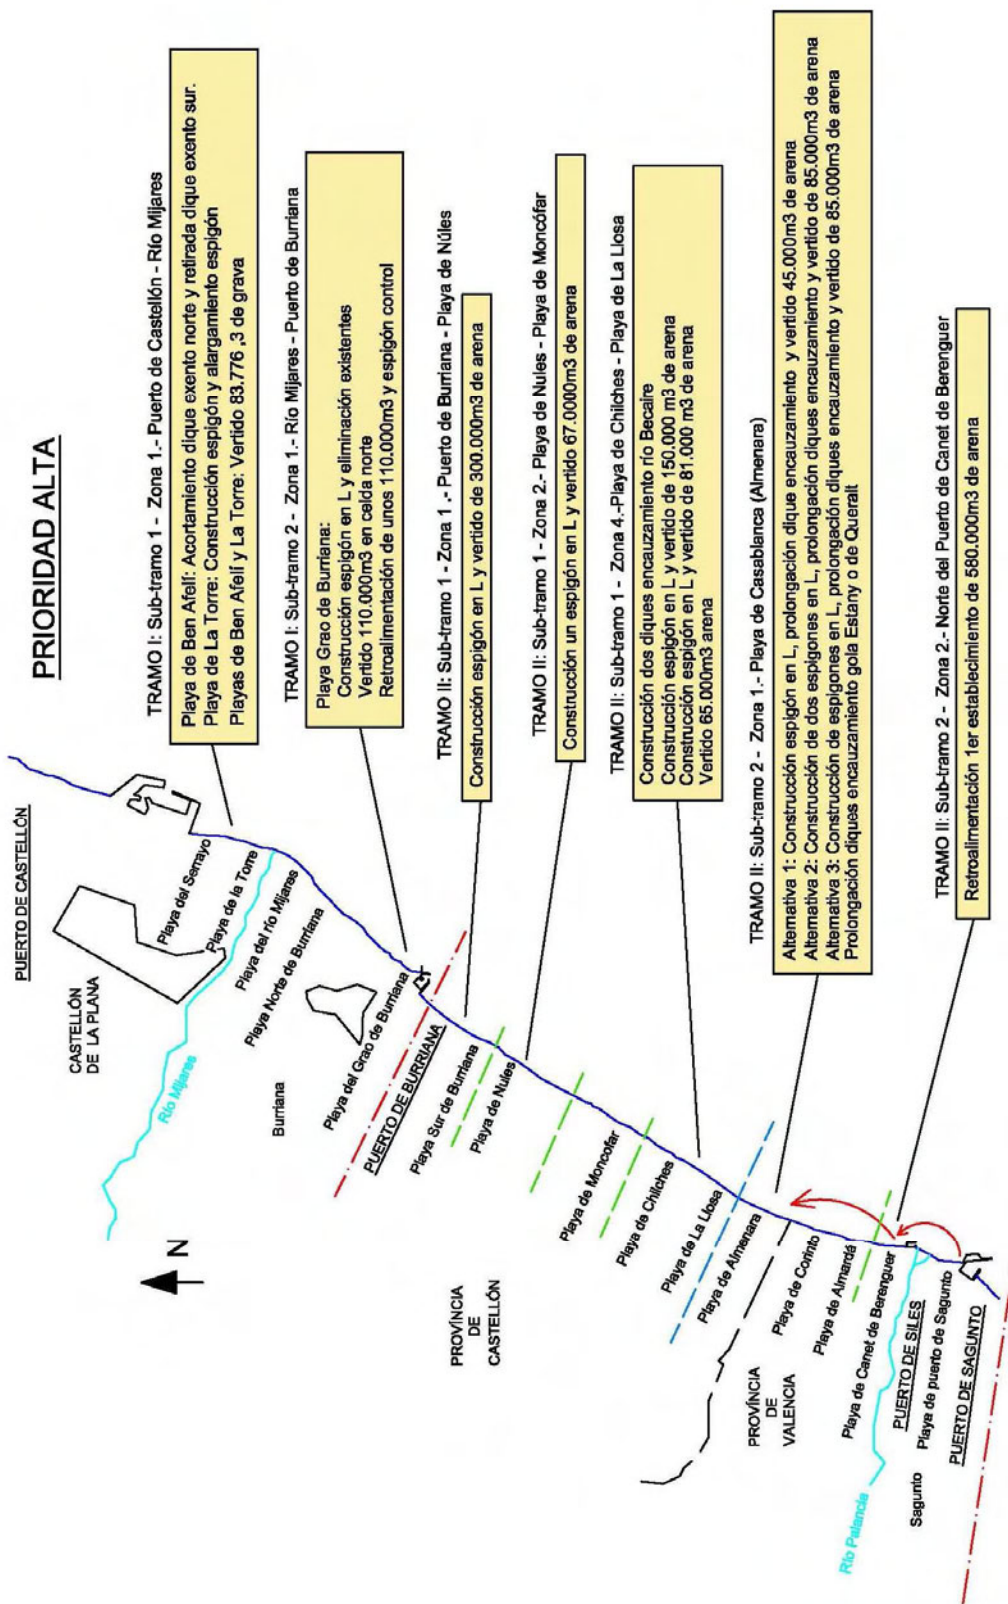 PRIORIDAD ALTA
PUERTO DE CASTELLÓN
CASTELLÓN
DE LA PLANA
Playa del Serrayo
Playa de la Torre
Río Mijares
Playa del río Mijares
Playa Norte de Burriana
Burriana
Playa del Grao de Burriana
PUERTO DE BURRIANA
Playa Sur de Burriana
Playa de Nules
N
PROVÍNCIA
DE
CASTELLÓN
Playa de Moncofar
Playa de Chilches
Playa de La Llosa
Playa de Almenara
PROVÍNCIA
DE
VALENCIA
Playa de Corinto
Playa de Almardá
Playa de Canet de Berenguer
PUERTO DE SILES
Río Palancia
Sagunto
Playa de puerto de Sagunto
PUERTO DE SAGUNTO
TRAMO I: Sub-tramo 1 - Zona 1.- Puerto de Castellón - Río Mijares
Playa de Ben Afelí: Acortamiento dique exento norte y retirada dique exento sur.
Playa de La Torre: Construcción espigón y alargamiento espigón
Playas de Ben Afelí y La Torre: Vertido 83.776 ,3 de grava
TRAMO I: Sub-tramo 2 - Zona 1.- Río Mijares - Puerto de Burriana
Playa Grao de Burriana:
Construcción espigón en L y eliminación existentes
Vertido 110.000m3 en celda norte
Retroalimentación de unos 110.000m3 y espigón control
TRAMO II: Sub-tramo 1 - Zona 1 .- Puerto de Burriana - Playa de Núles
Construcción espigón en L y vertido de 300.000m3 de arena
TRAMO II: Sub-tramo 1 - Zona 2.- Playa de Nules - Playa de Moncófar
Construcción un espigón en L y vertido 67.000m3 de arena
TRAMO II: Sub-tramo 1 - Zona 4.-Playa de Chilches - Playa de La Llosa
Construcción dos diques encauzamiento río Becaire
Construcción espigón en L y vertido de 150.000 m3 de arena
Construcción espigón en L y vertido de 81.000 m3 de arena
Vertido 65.000m3 arena
TRAMO II: Sub-tramo 2 - Zona 1.- Playa de Casablanca (Almenara)
Alternativa 1: Construcción espigón en L, prolongación dique encauzamiento y vertido 45.000m3 de arena
Alternativa 2: Construcción de dos espigones en L, prolongación diques encauzamiento y vertido de 85.000m3 de arena
Alternativa 3: Construcción de espigones en L, prolongación diques encauzamiento y vertido de 85.000m3 de arena
Prolongación diques encauzamiento gola Estany o de Queralt
TRAMO II: Sub-tramo 2 - Zona 2.- Norte del Puerto de Canet de Berenguer
Retroalimentación 1er establecimiento de 580.000m3 de arena